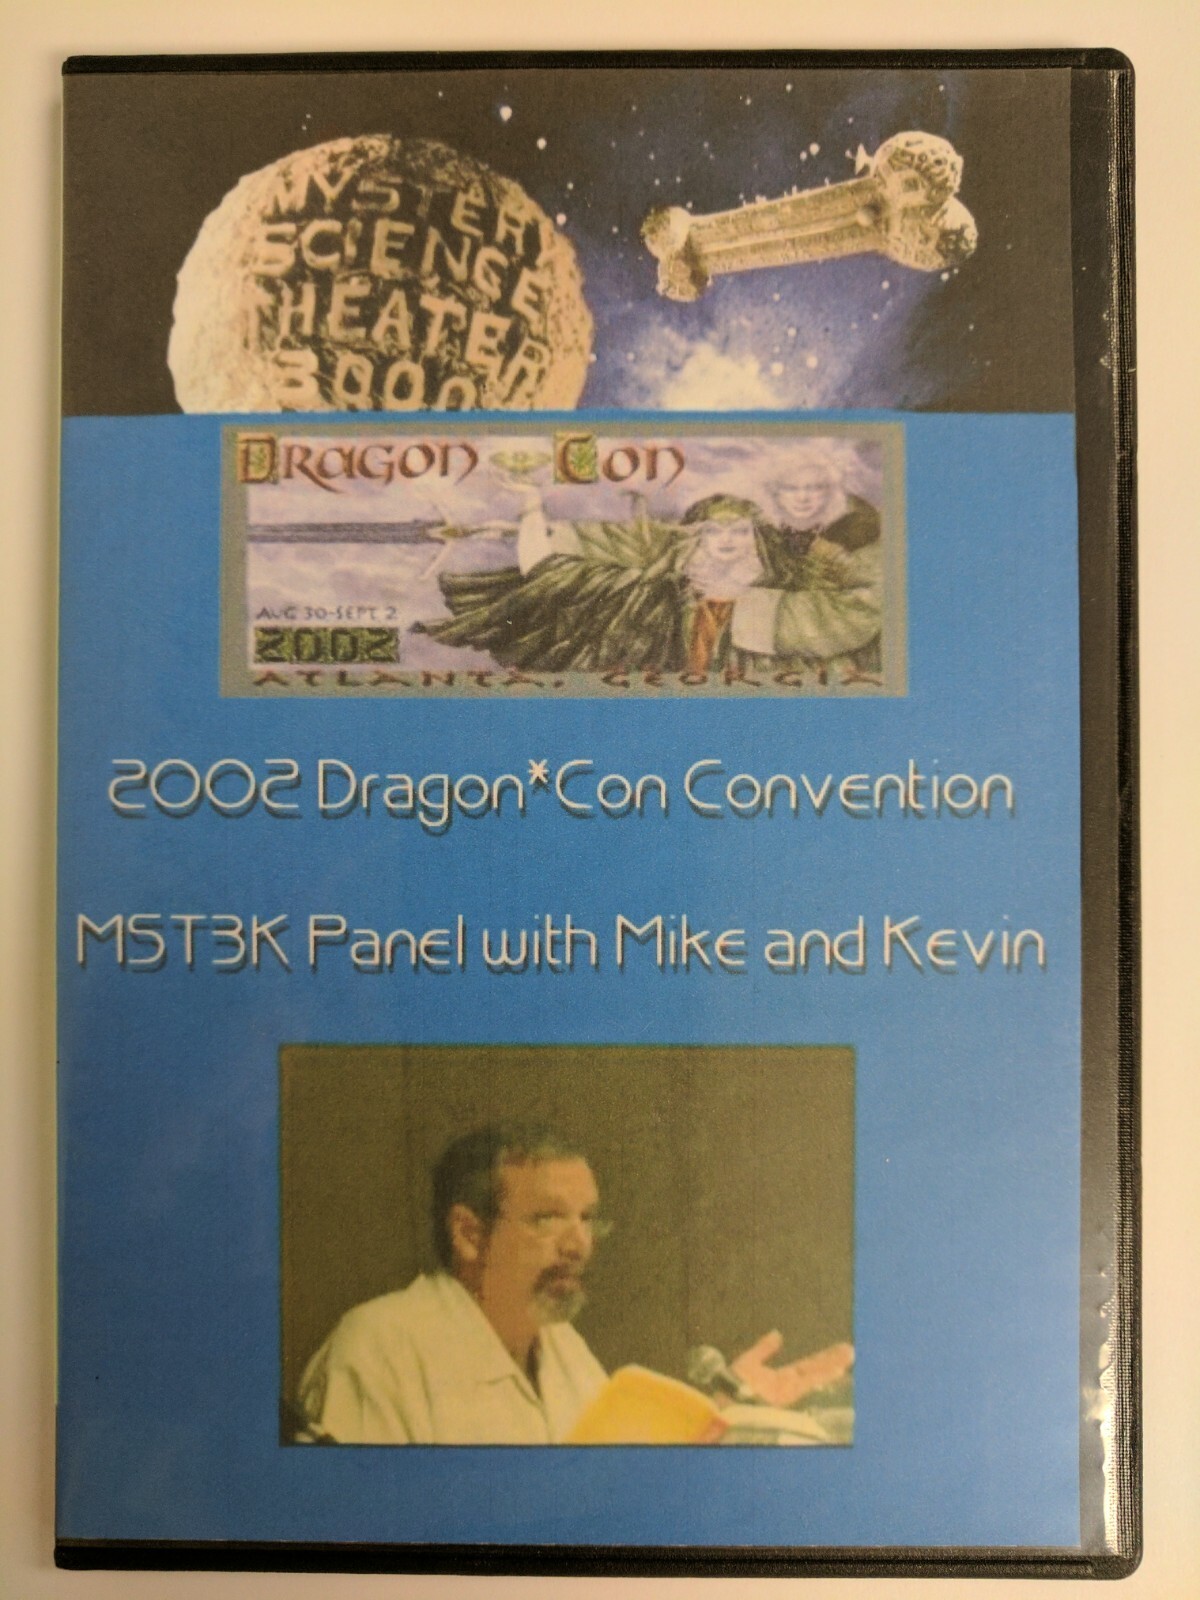 MYSTERY
SCIENCE
THEATER
3000
DRAGON CON
AUG 30-SEPT 2
2002
ATLANTA, GEORGIA
2002 Dragon*Con Convention
MST3K Panel with Mike and Kevin